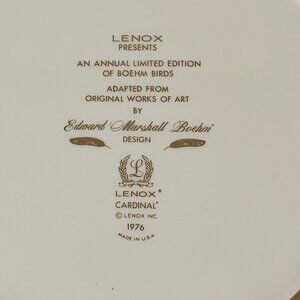 LENOX
PRESENTS
AN ANNUAL LIMITED EDITION
OF BOEHM BIRDS
ADAPTED FROM
ORIGINAL WORKS OF ART
BY
Edward Marshall Boehm
DESIGN
L
LENOX®
CARDINAL®
© LENOX INC.
1976
MADE IN U.S.A.